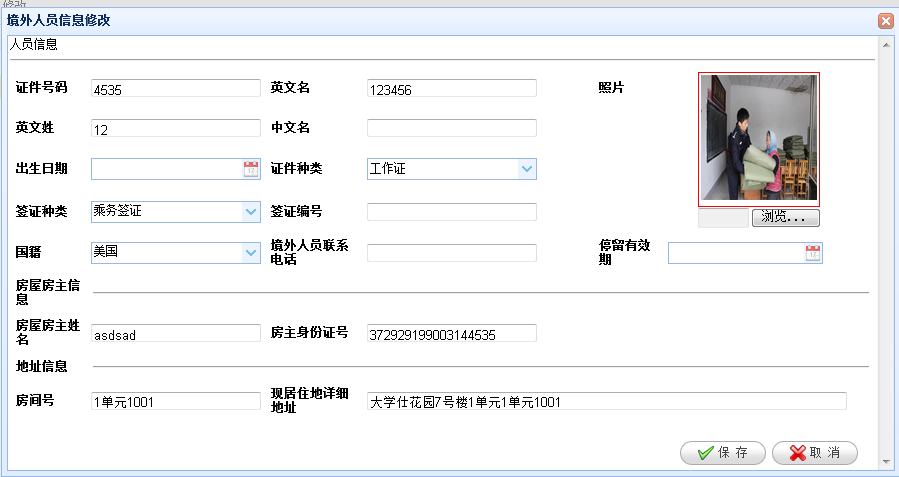 修改
境外人员信息修改
人员信息
证件号码 4535 英文名 123456 照片
英文姓 12 中文名
出生日期 证件种类 工作证
签证种类 乘务签证 签证编号
浏览...
国籍 美国 境外人员联系
电话 停留有效
期
房屋房主信
息
房屋房主姓
名 asdsad 房主身份证号 372929199003144535
地址信息
房间号 1单元1001 现居住地详细
地址 大学仕花园7号楼1单元1单元1001
保 存 取 消